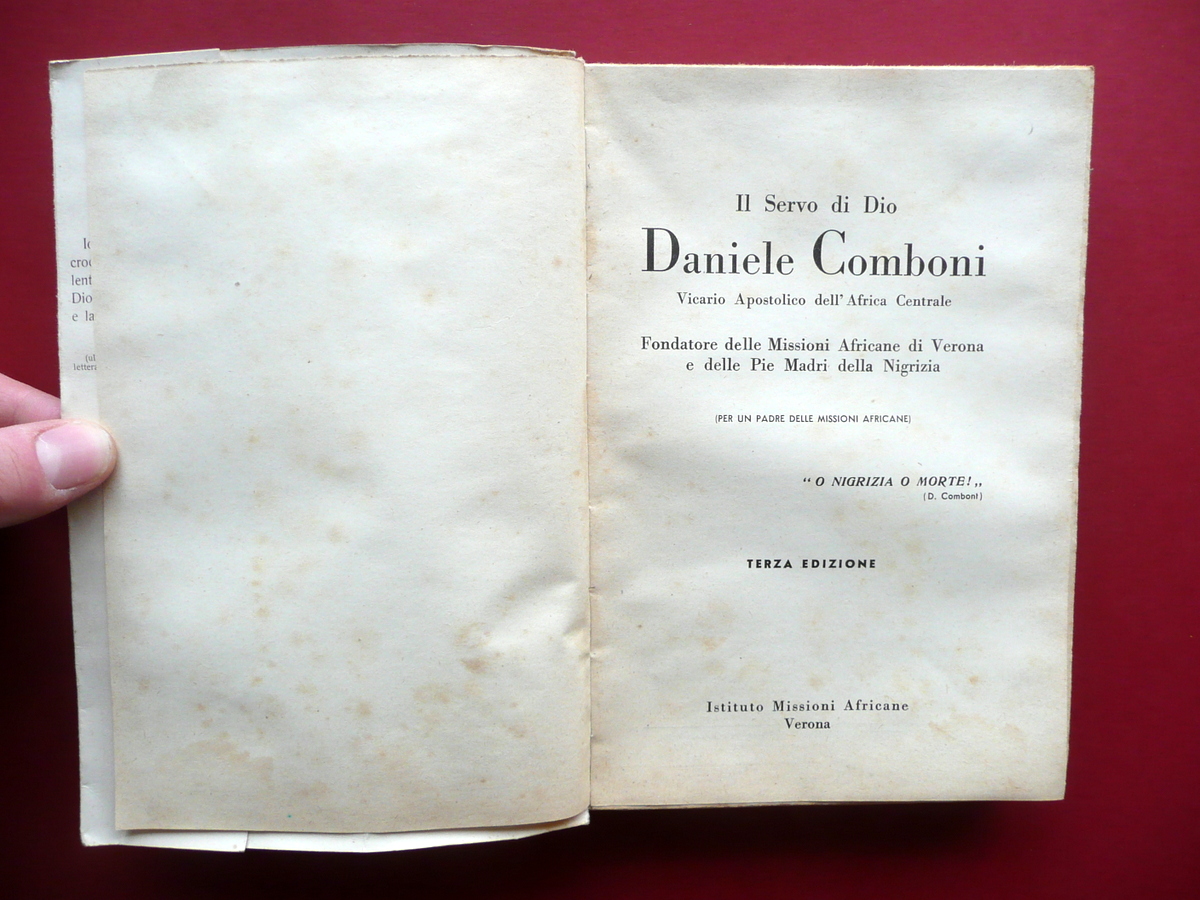 e la
Il Servo di Dio
Daniele Comboni
Vicario Apostolico dell'Africa Centrale
Fondatore delle Missioni Africane di Verona
e delle Pie Madri della Nigrizia
(PER UN PADRE DELLE MISSIONI AFRICANE)
“ O NIGRIZIA O MORTE! „
(D. Comboni)
TERZA EDIZIONE
Istituto Missioni Africane
Verona